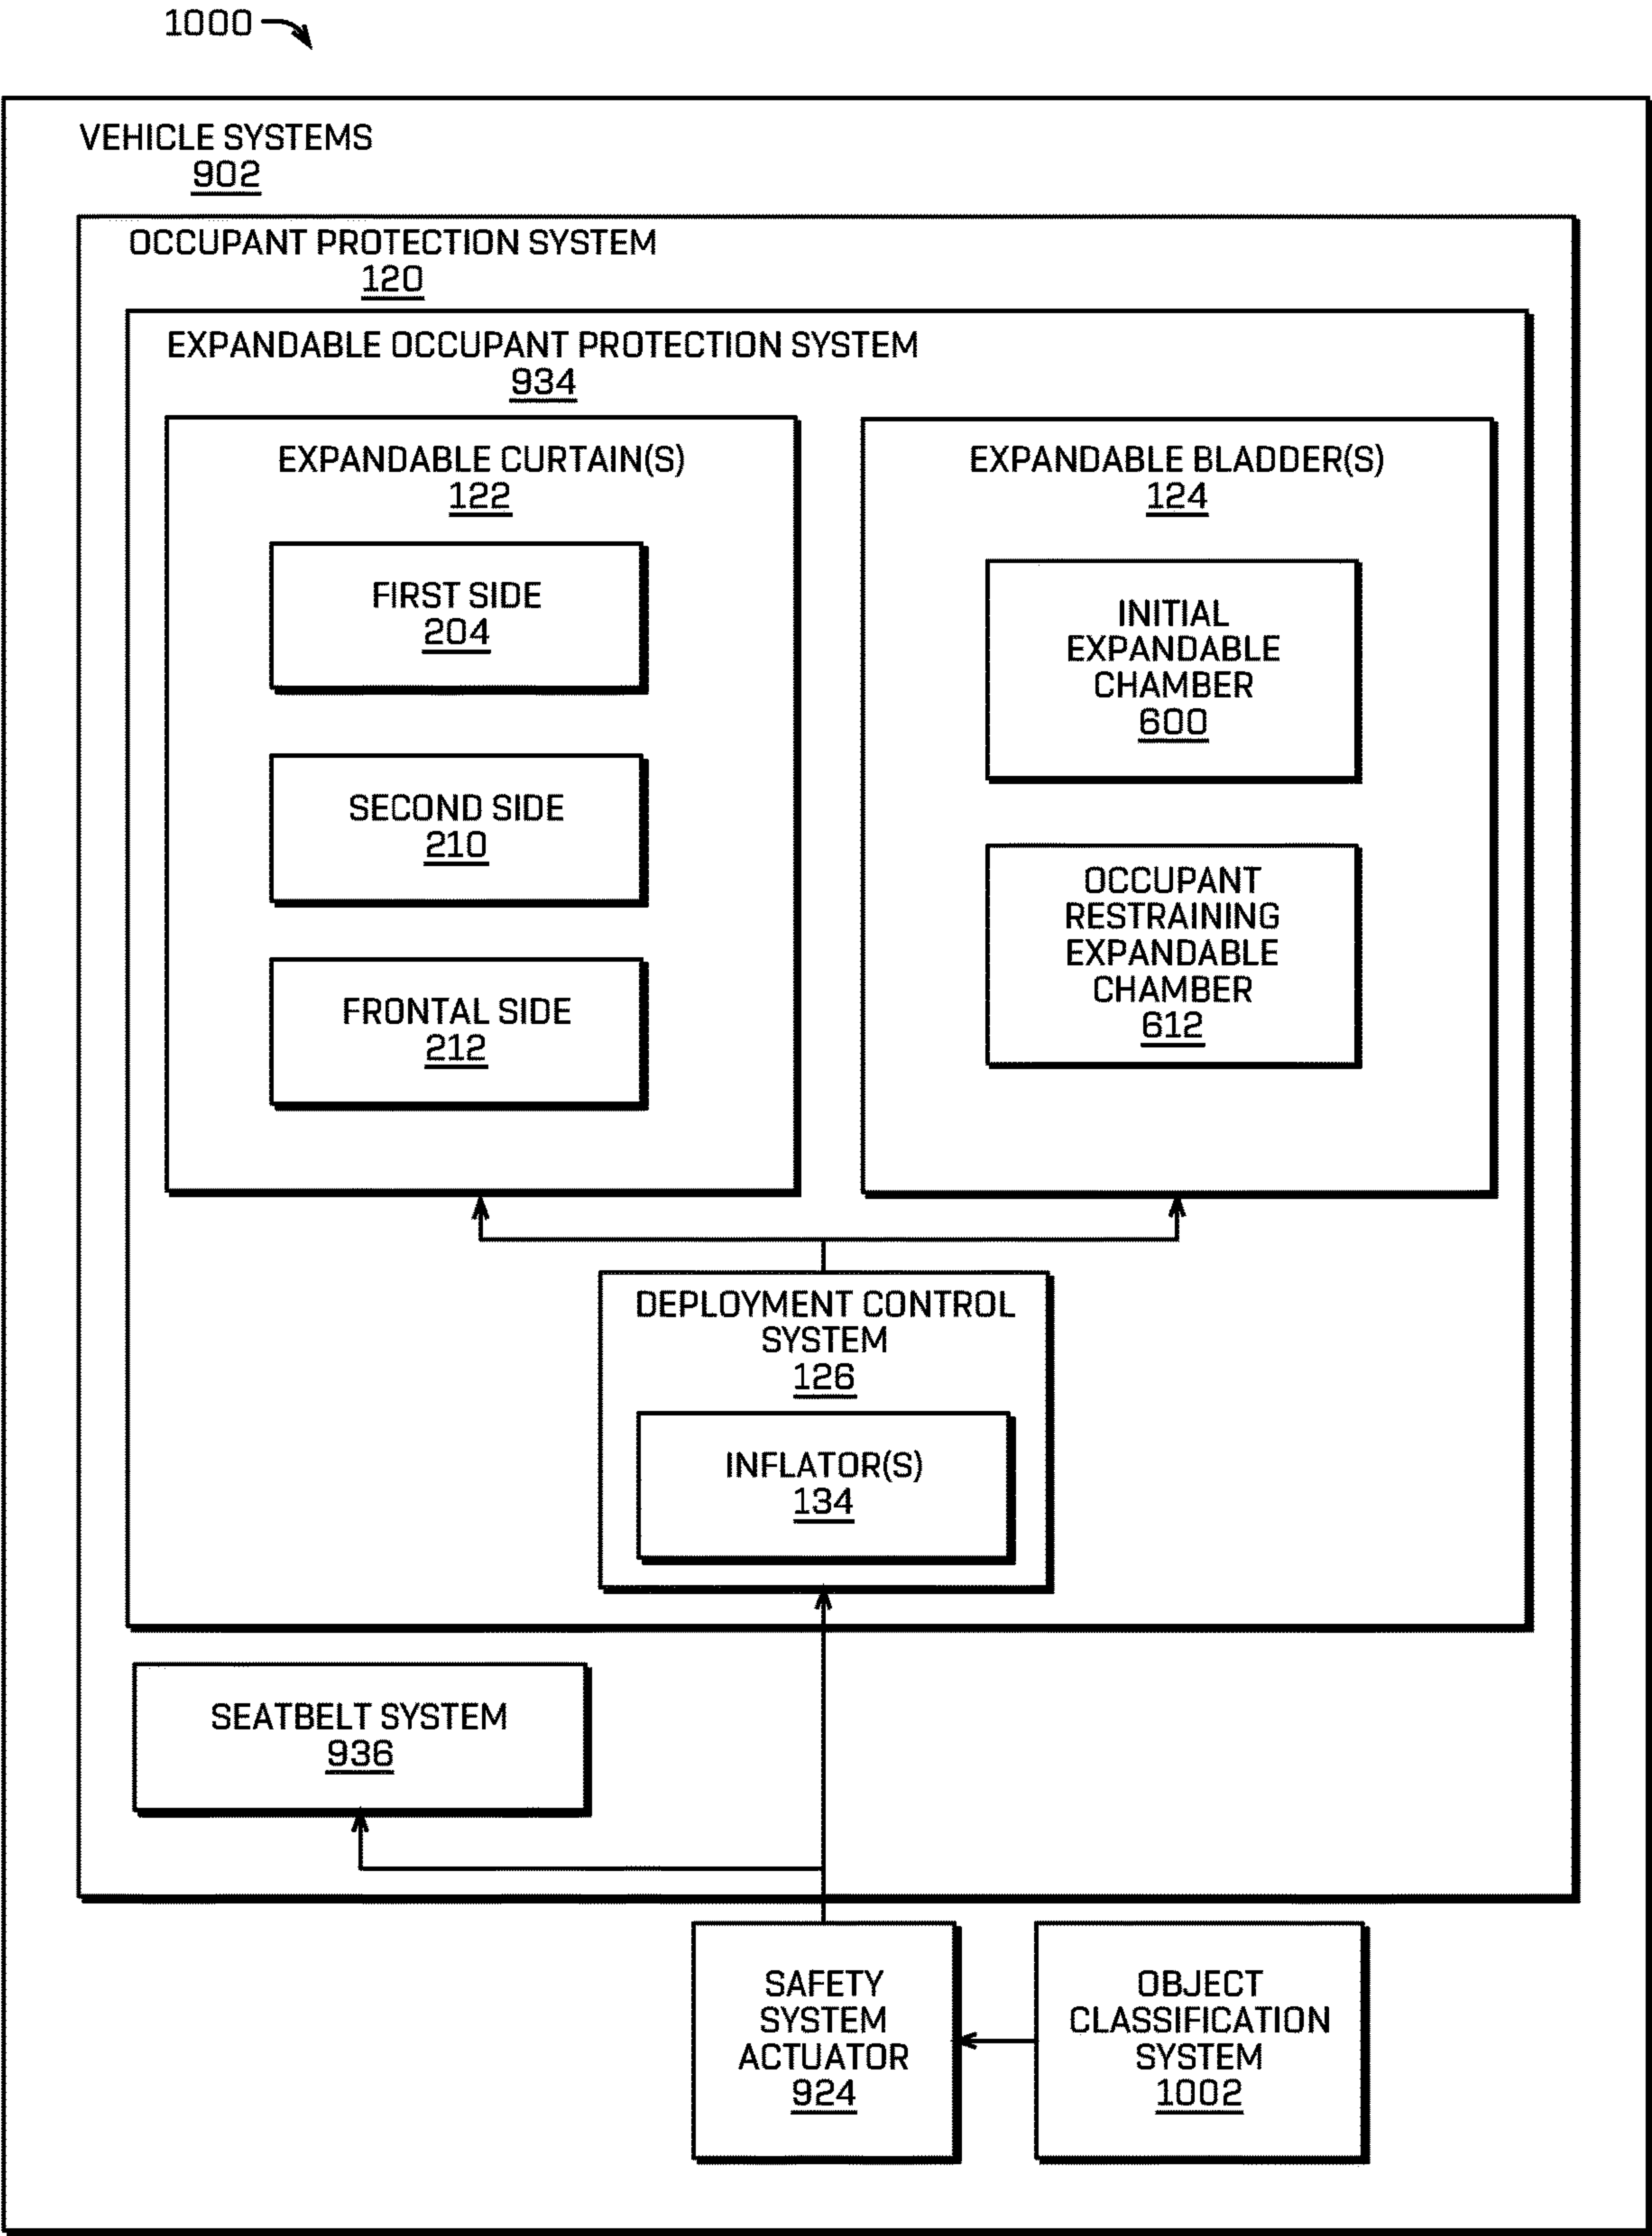 1000
VEHICLE SYSTEMS
902
OCCUPANT PROTECTION SYSTEM
120
EXPANDABLE OCCUPANT PROTECTION SYSTEM
934
EXPANDABLE CURTAIN(S)
122
FIRST SIDE
204
SECOND SIDE
210
FRONTAL SIDE
212
EXPANDABLE BLADDER(S)
124
INITIAL
EXPANDABLE
CHAMBER
600
OCCUPANT
RESTRAINING
EXPANDABLE
CHAMBER
612
DEPLOYMENT CONTROL
SYSTEM
126
INFLATOR(S)
134
SEATBELT SYSTEM
936
SAFETY
SYSTEM
ACTUATOR
924
OBJECT
CLASSIFICATION
SYSTEM
1002